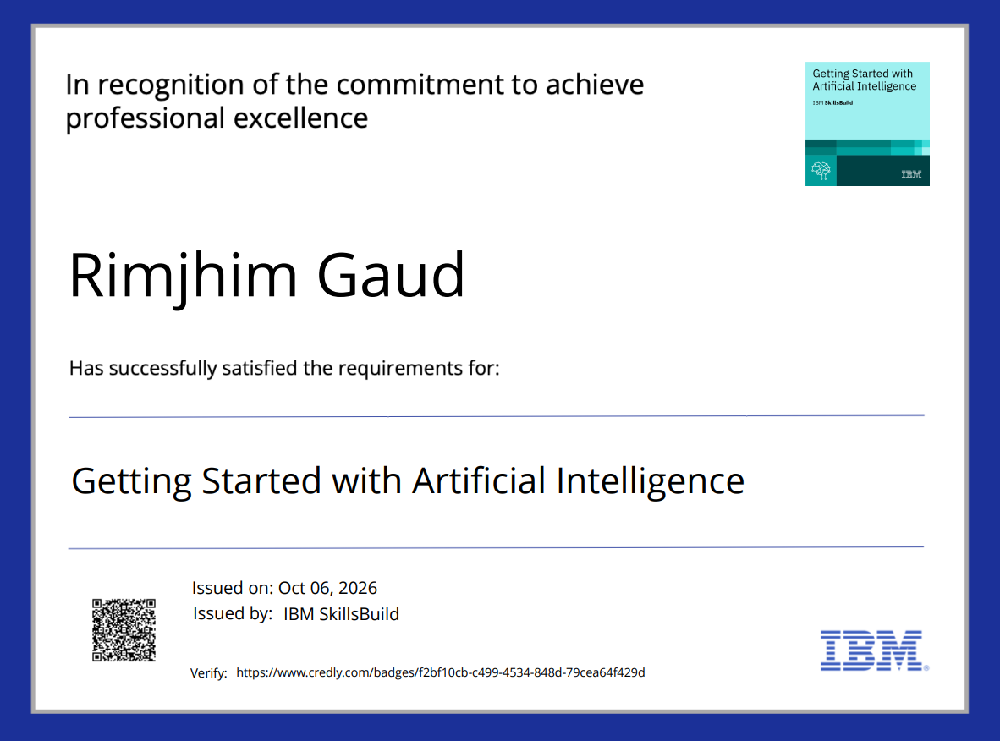 In recognition of the commitment to achieve
professional excellence
Getting Started with
Artificial Intelligence
IBM SkillsBuild
IBM
Rimjhim Gaud
Has successfully satisfied the requirements for:
Getting Started with Artificial Intelligence
Issued on: Oct 06, 2026
Issued by: IBM SkillsBuild
IBM®
Verify: https://www.credly.com/badges/f2bf10cb-c499-4534-848d-79cea64f429d